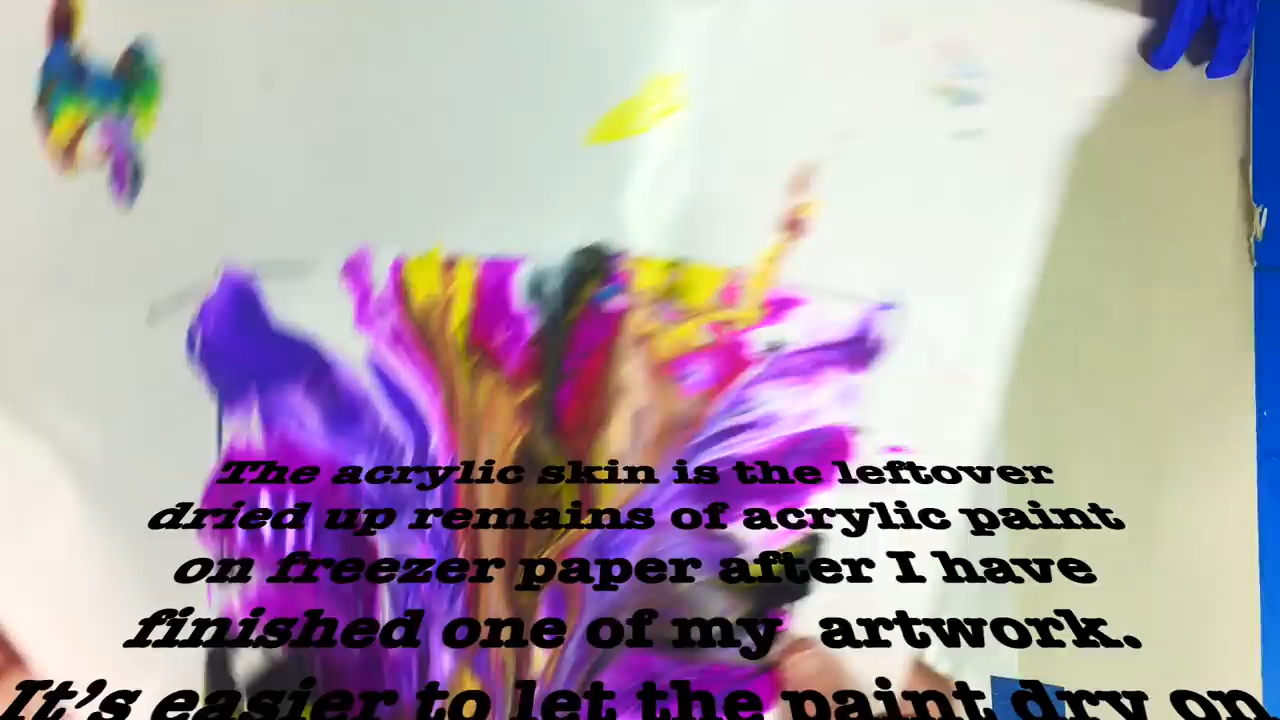 The acrylic skin is the leftover
dried up remains of acrylic paint
on freezer paper after I have
finished one of my artwork.
It's easier to let the paint dry on